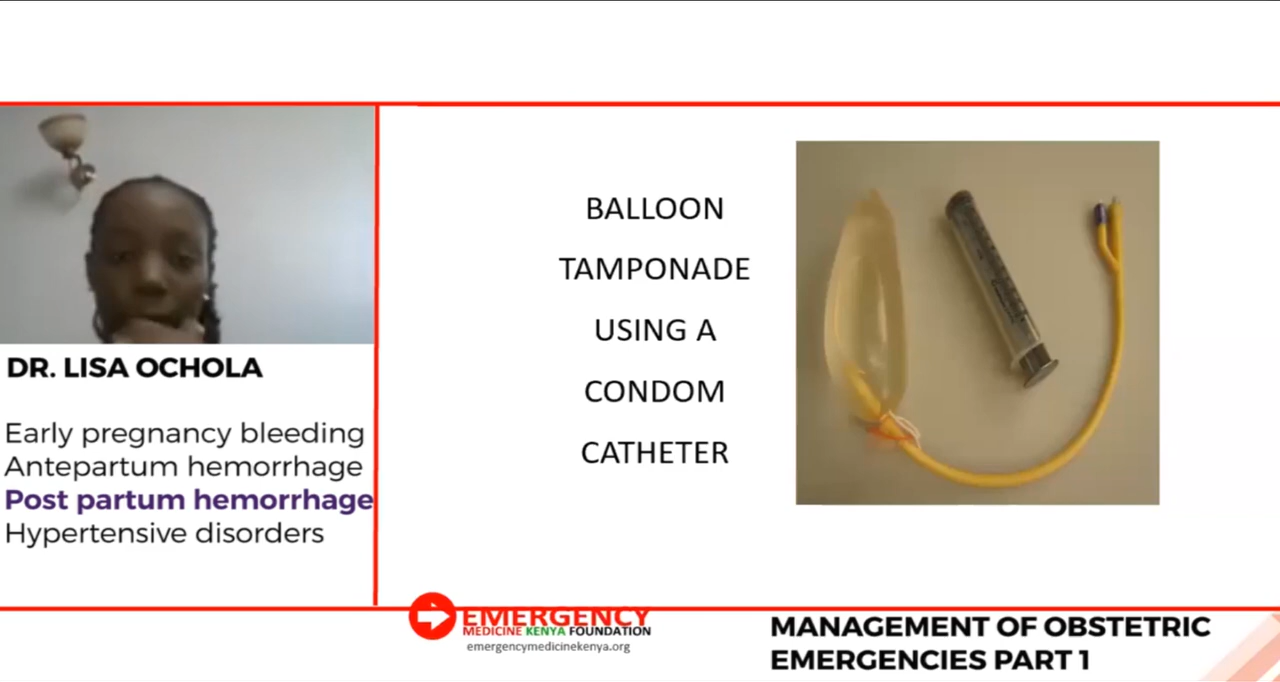 DR. LISA OCHOLA
Early pregnancy bleeding
Antepartum hemorrhage
Post partum hemorrhage
Hypertensive disorders
BALLOON
TAMPONADE
USING A
CONDOM
CATHETER
EMERGENCY
MEDICINE KENYA FOUNDATION
emergencymedicinekenya.org
MANAGEMENT OF OBSTETRIC
EMERGENCIES PART 1